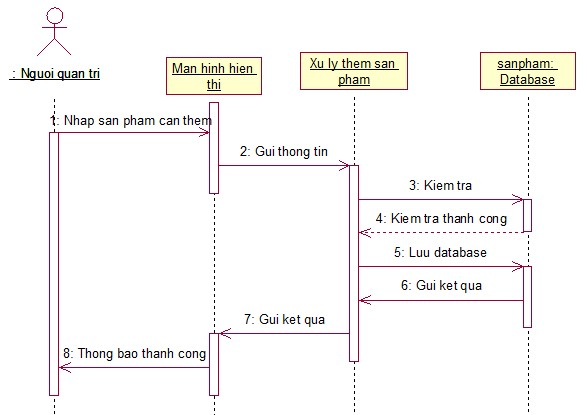 : Nguoi quan tri
Man hinh hien
thi
Xu ly them san
pham
sanpham:
Database
1: Nhap san pham can them
2: Gui thong tin
3: Kiem tra
4: Kiem tra thanh cong
5: Luu database
6: Gui ket qua
7: Gui ket qua
8: Thong bao thanh cong